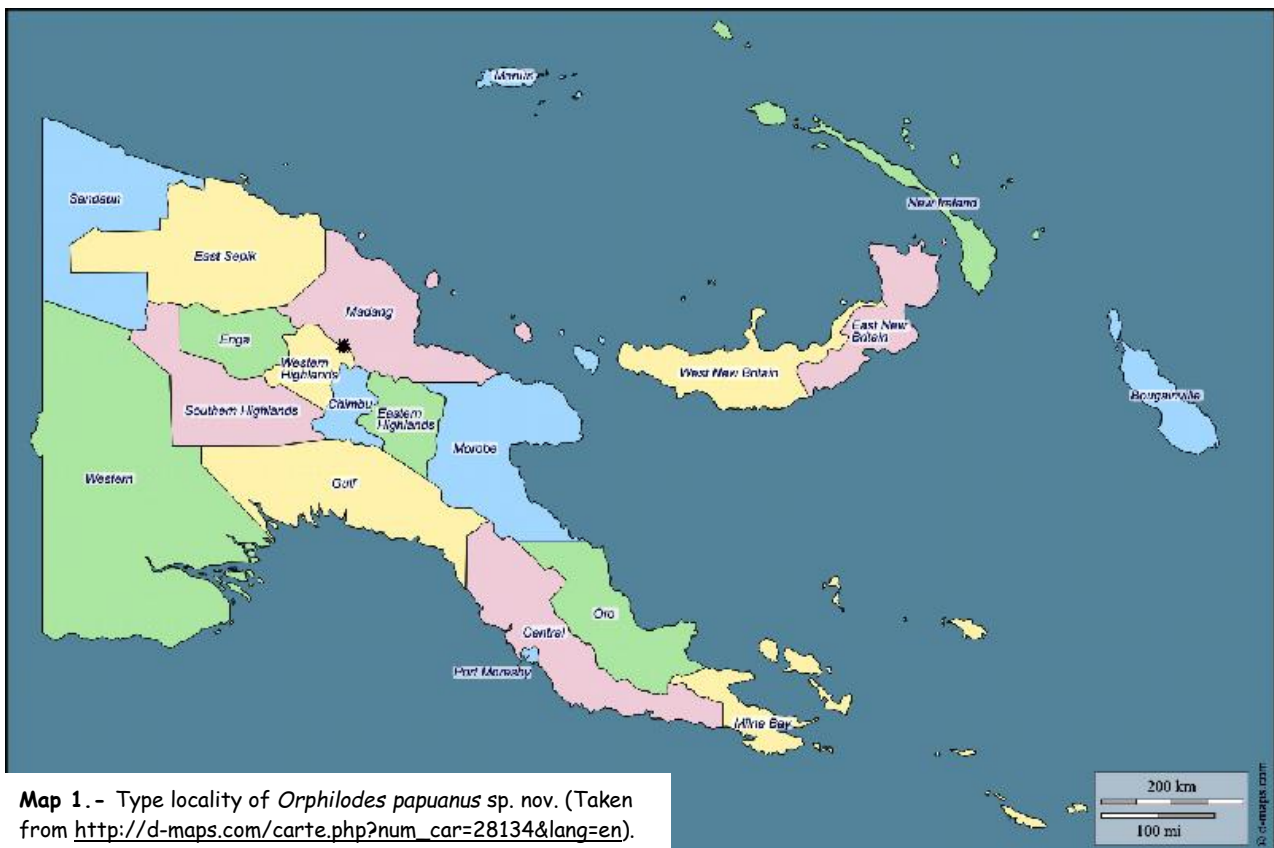 Manus
New Ireland
Sandaun
East Sepik
Madang
Enga
Western
Highlands
East New
Britain
West New Britain
Chimbu
Southern Highlands
Eastern
Highlands
Bougainville
Morobe
Western
Gulf
Oro
Central
Port Moresby
Milne Bay
200 km
100 mi
© d-maps.com
Map 1.- Type locality of Orphilodes papuanus sp. nov. (Taken
from http://d-maps.com/carte.php?num_car=28134&lang=en).